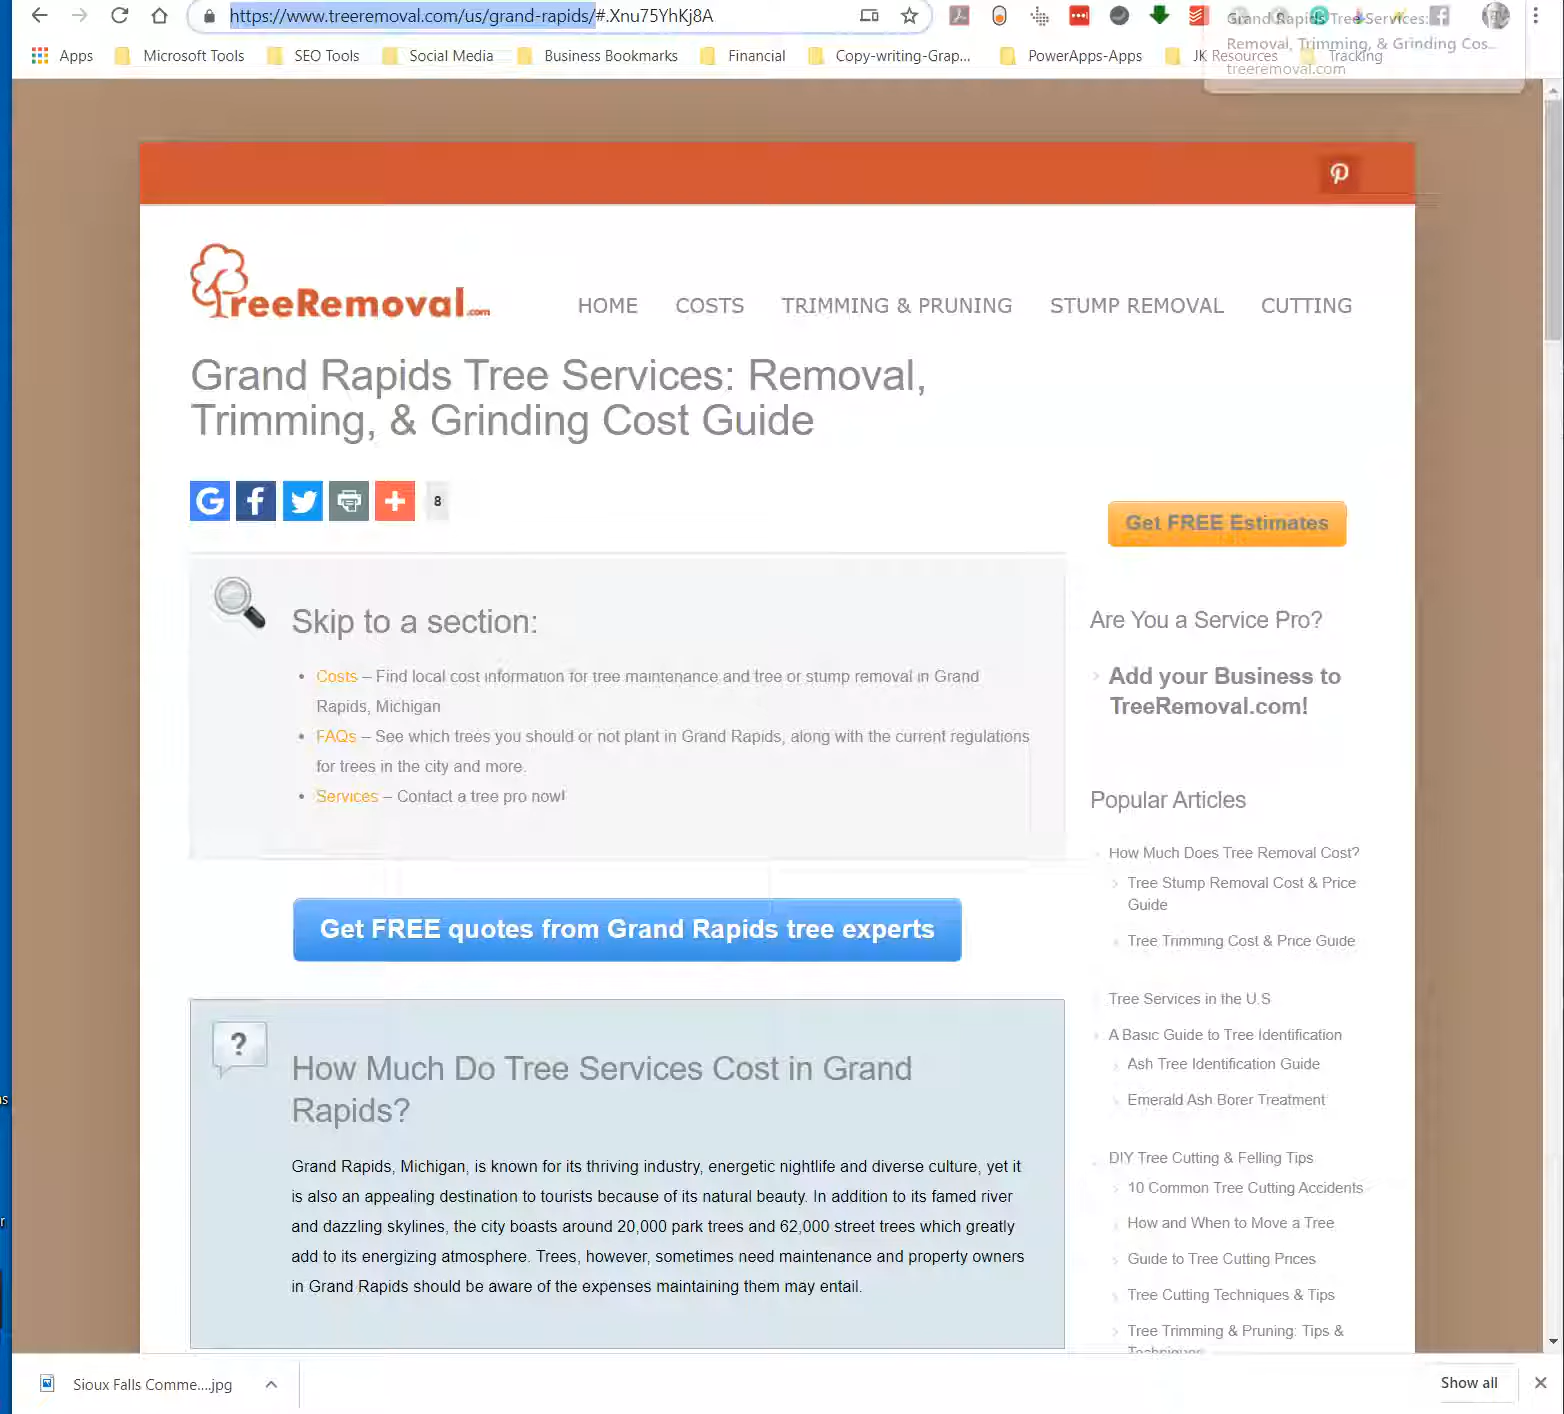 https://www.treeremoval.com/us/grand-rapids/#.Xnu75YhKj8A
Grand Rapids Tree Services:
Removal, Trimming, & Grinding Cos...
treeremoval.com
Apps Microsoft Tools SEO Tools Social Media Business Bookmarks Financial Copy-writing-Grap... PowerApps-Apps JK Resources Tracking
TreeRemoval.com
HOME COSTS TRIMMING & PRUNING STUMP REMOVAL CUTTING
Grand Rapids Tree Services: Removal,
Trimming, & Grinding Cost Guide
8
Get FREE Estimates
Skip to a section:
• Costs – Find local cost information for tree maintenance and tree or stump removal in Grand
Rapids, Michigan
• FAQs – See which trees you should or not plant in Grand Rapids, along with the current regulations
for trees in the city and more.
• Services – Contact a tree pro now!
Get FREE quotes from Grand Rapids tree experts
?
How Much Do Tree Services Cost in Grand
Rapids?
Grand Rapids, Michigan, is known for its thriving industry, energetic nightlife and diverse culture, yet it
is also an appealing destination to tourists because of its natural beauty. In addition to its famed river
and dazzling skylines, the city boasts around 20,000 park trees and 62,000 street trees which greatly
add to its energizing atmosphere. Trees, however, sometimes need maintenance and property owners
in Grand Rapids should be aware of the expenses maintaining them may entail.
Are You a Service Pro?
Add your Business to
TreeRemoval.com!
Popular Articles
How Much Does Tree Removal Cost?
Tree Stump Removal Cost & Price
Guide
Tree Trimming Cost & Price Guide
Tree Services in the U.S
A Basic Guide to Tree Identification
Ash Tree Identification Guide
Emerald Ash Borer Treatment
DIY Tree Cutting & Felling Tips
10 Common Tree Cutting Accidents
How and When to Move a Tree
Guide to Tree Cutting Prices
Tree Cutting Techniques & Tips
Tree Trimming & Pruning: Tips &
Techniques
Sioux Falls Comme....jpg
Show all